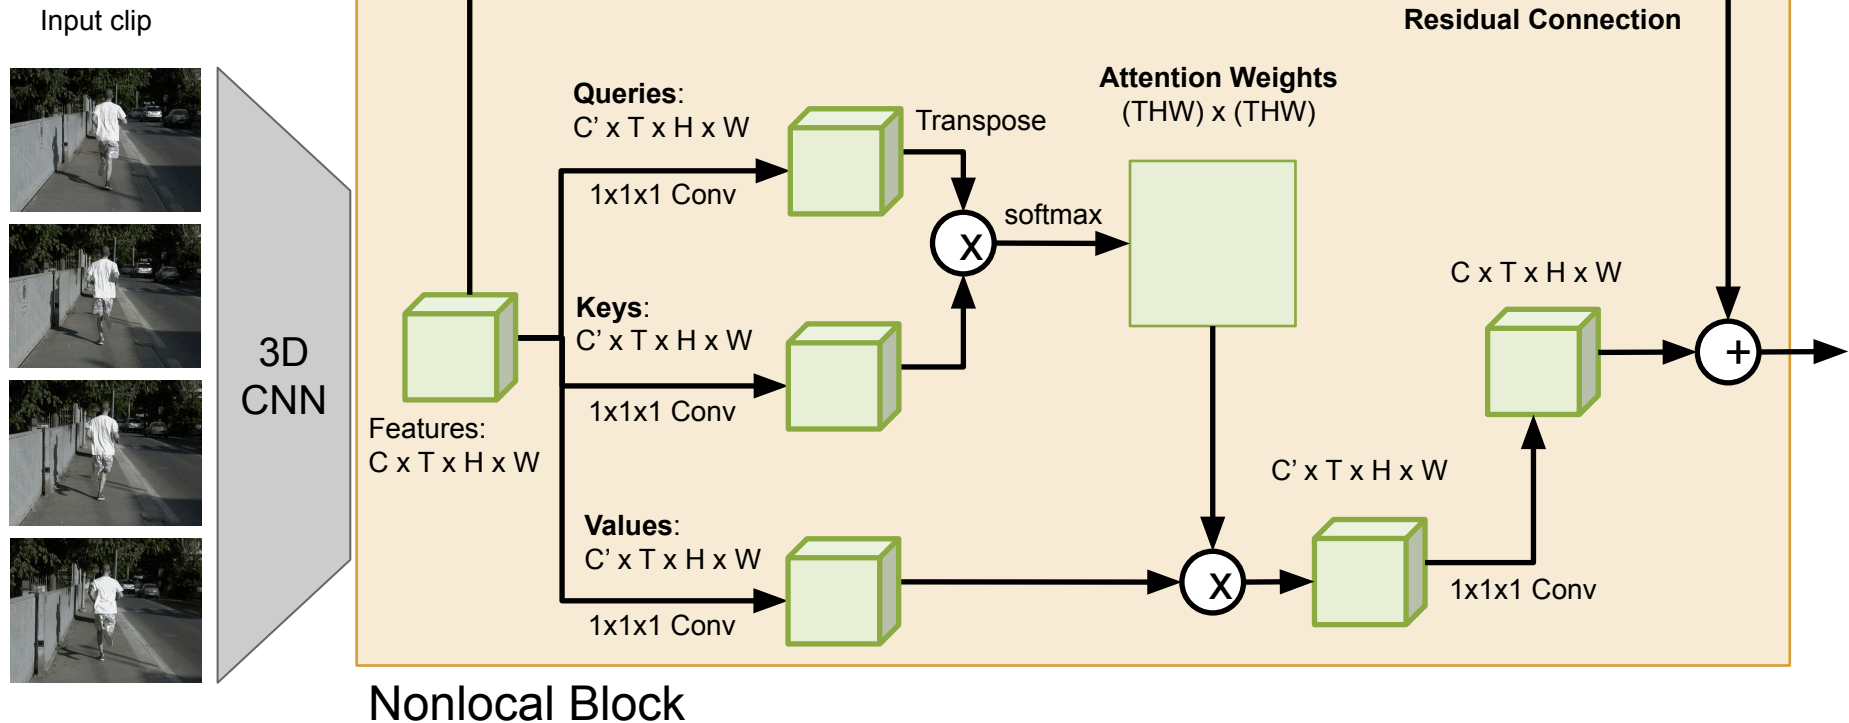 Input clip
Residual Connection
Attention Weights
(THW) x (THW)
Queries:
C’ x T x H x W
Transpose
1x1x1 Conv
x
softmax
Keys:
C’ x T x H x W
1x1x1 Conv
3D
CNN
Features:
C x T x H x W
C x T x H x W
+
C’ x T x H x W
Values:
C’ x T x H x W
1x1x1 Conv
x
1x1x1 Conv
Nonlocal Block